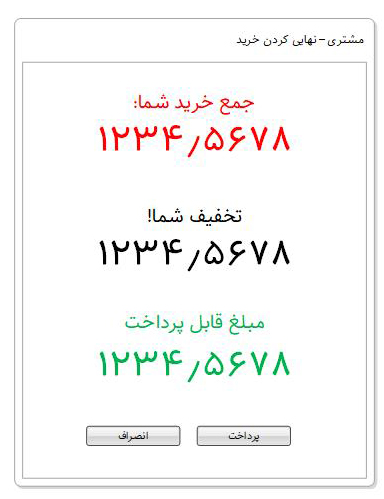 مشتری – نهایی کردن خرید
جمع خرید شما:
۱۲۳۴٫۵۶۷۸
تخفیف شما!
۱۲۳۴٫۵۶۷۸
مبلغ قابل پرداخت
۱۲۳۴٫۵۶۷۸
پرداخت
انصراف